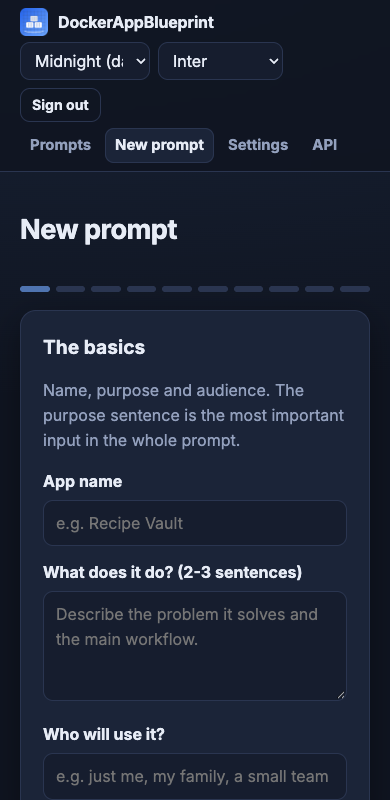 DockerAppBlueprint
Midnight (da
Inter
Sign out
Prompts
New prompt
Settings
API
New prompt
The basics
Name, purpose and audience. The
purpose sentence is the most important
input in the whole prompt.
App name
e.g. Recipe Vault
What does it do? (2-3 sentences)
Describe the problem it solves and
the main workflow.
Who will use it?
e.g. just me, my family, a small team